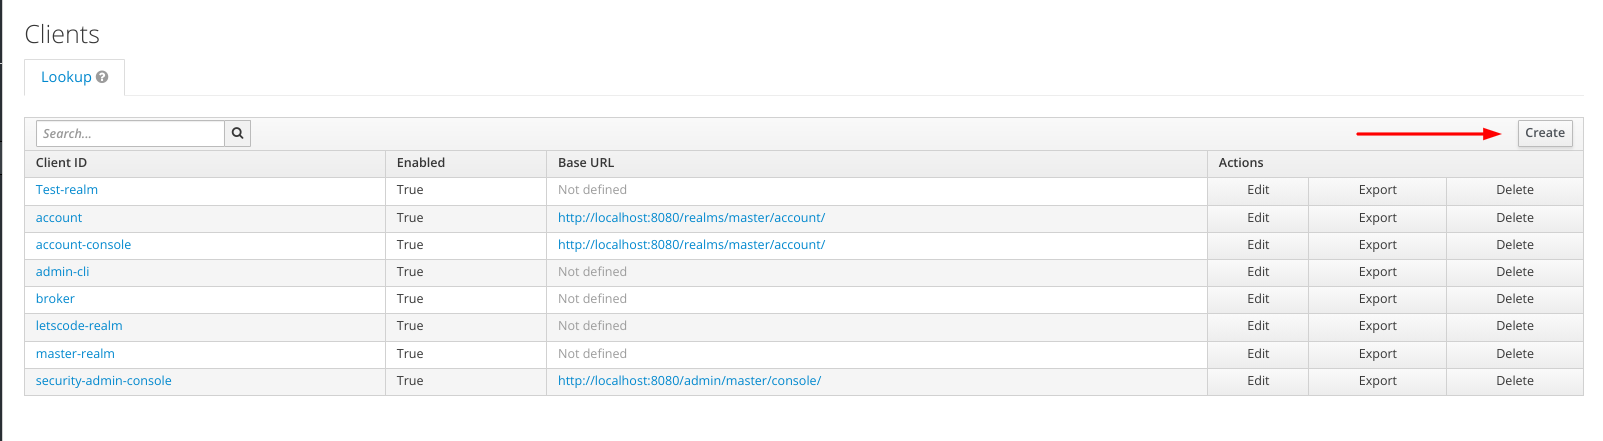 Clients
Lookup ?
Search...
Create
Client ID Enabled Base URL Actions
Test-realm True Not defined Edit Export Delete
account True http://localhost:8080/realms/master/account/ Edit Export Delete
account-console True http://localhost:8080/realms/master/account/ Edit Export Delete
admin-cli True Not defined Edit Export Delete
broker True Not defined Edit Export Delete
letscode-realm True Not defined Edit Export Delete
master-realm True Not defined Edit Export Delete
security-admin-console True http://localhost:8080/admin/master/console/ Edit Export Delete